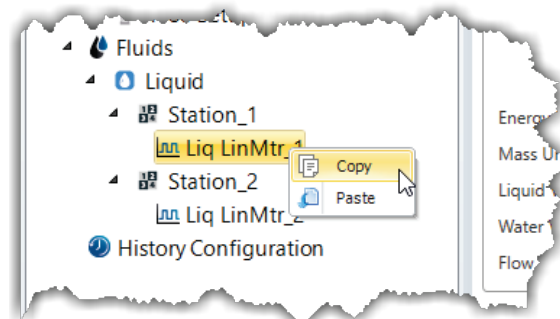 Fluids
Liquid
Station_1
Liq LinMtr_1
Copy
Station_2
Paste
Liq LinMtr_2
History Configuration
Energy
Mass
Liquid
Water
Flow